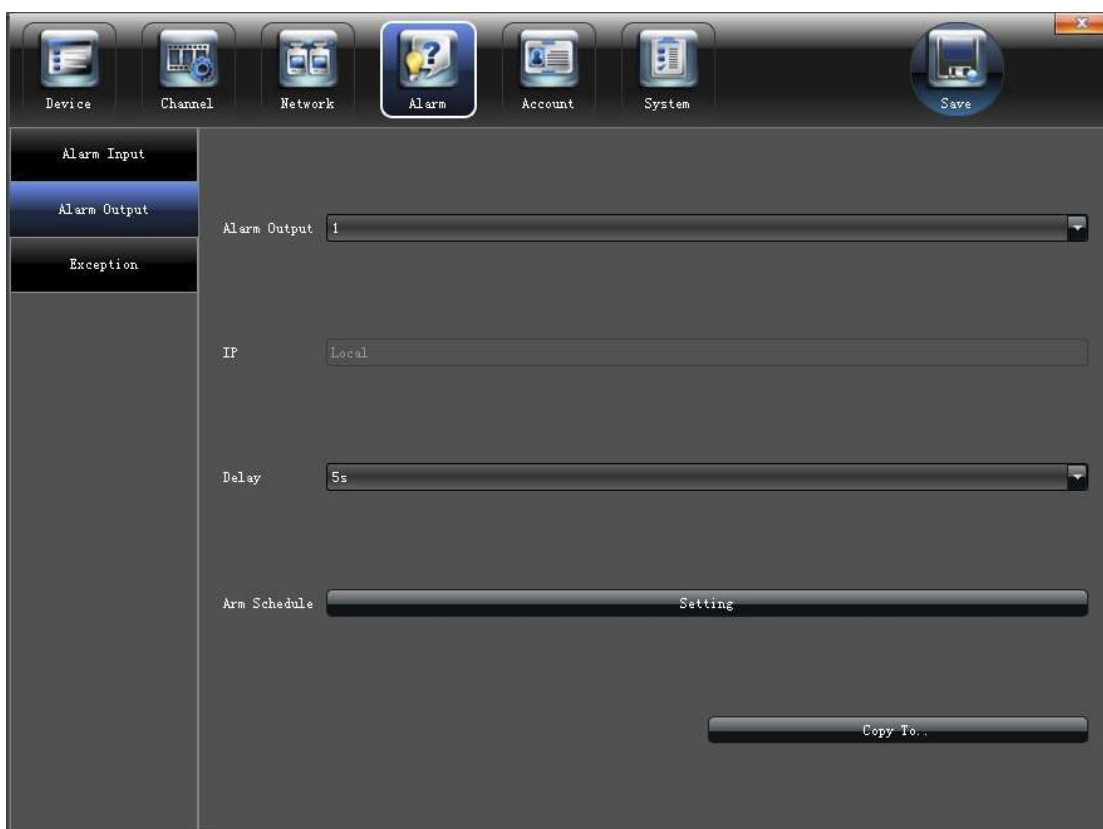 Device Channel Network Alarm Account System Save
Alarm Input
Alarm Output
Exception
Alarm Output 1
IP Local
Delay 5s
Arm Schedule Setting
Copy To..